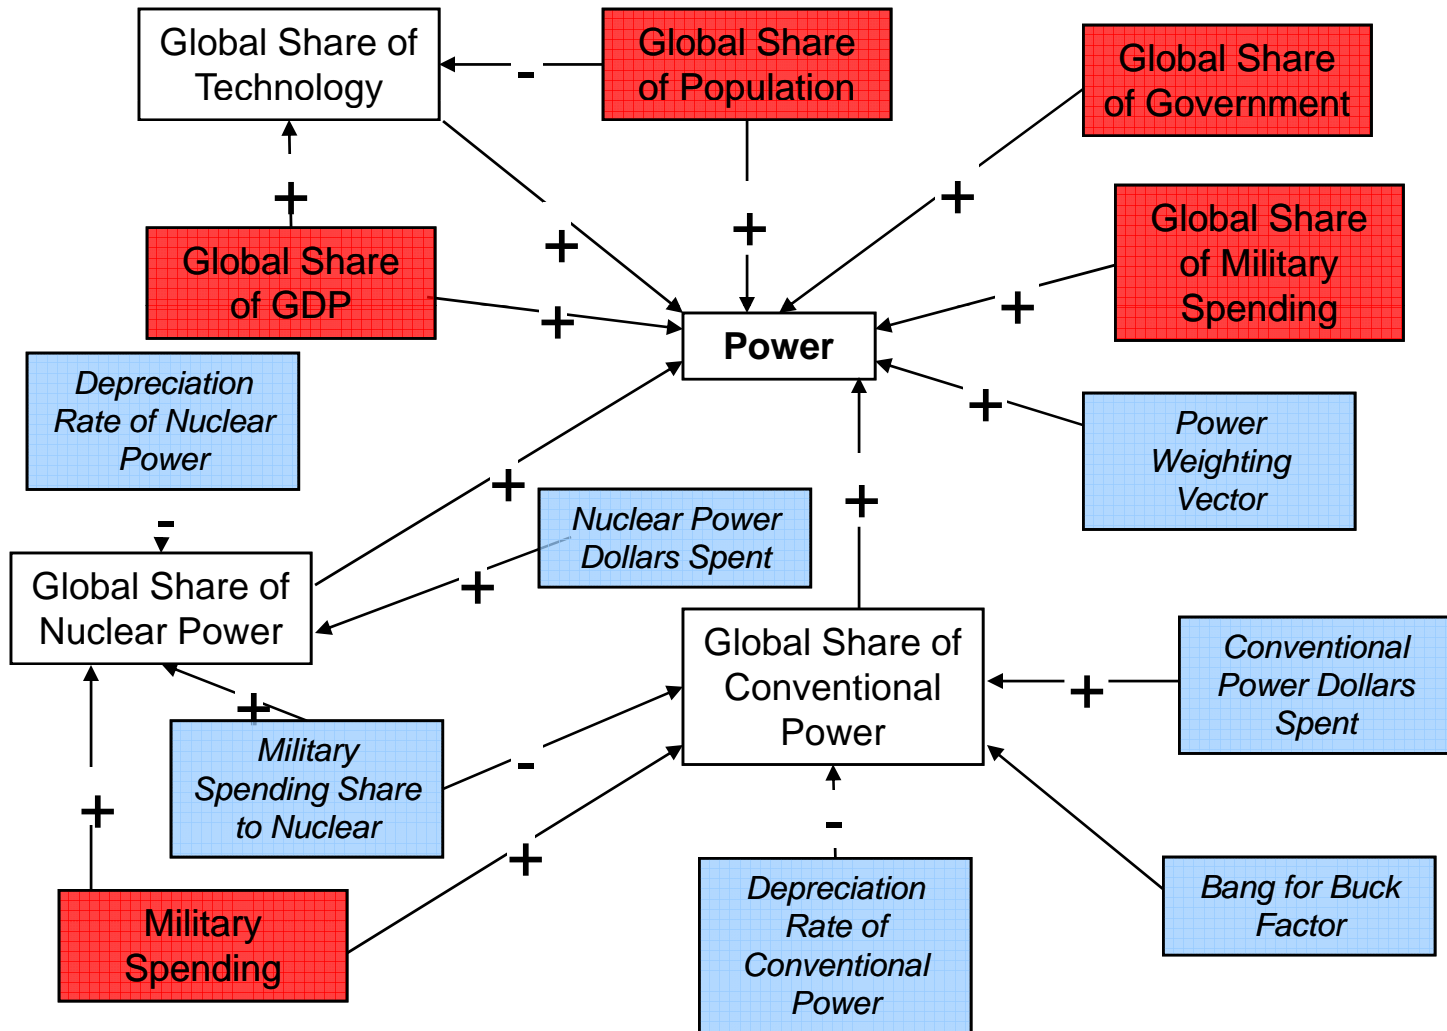 Global Share of
Technology
-
Global Share
of Population
Global Share
of Government
+
+
+
+
Global Share
of Military
Spending
Global Share
of GDP
+
+
+
Power
Depreciation
Rate of Nuclear
Power
+
Power
Weighting
Vector
+
+
-
Nuclear Power
Dollars Spent
+
Global Share of
Nuclear Power
Global Share of
Conventional
Power
Conventional
Power Dollars
Spent
+
+
Military
Spending Share
to Nuclear
-
+
-
+
Bang for Buck
Factor
Military
Spending
Depreciation
Rate of
Conventional
Power